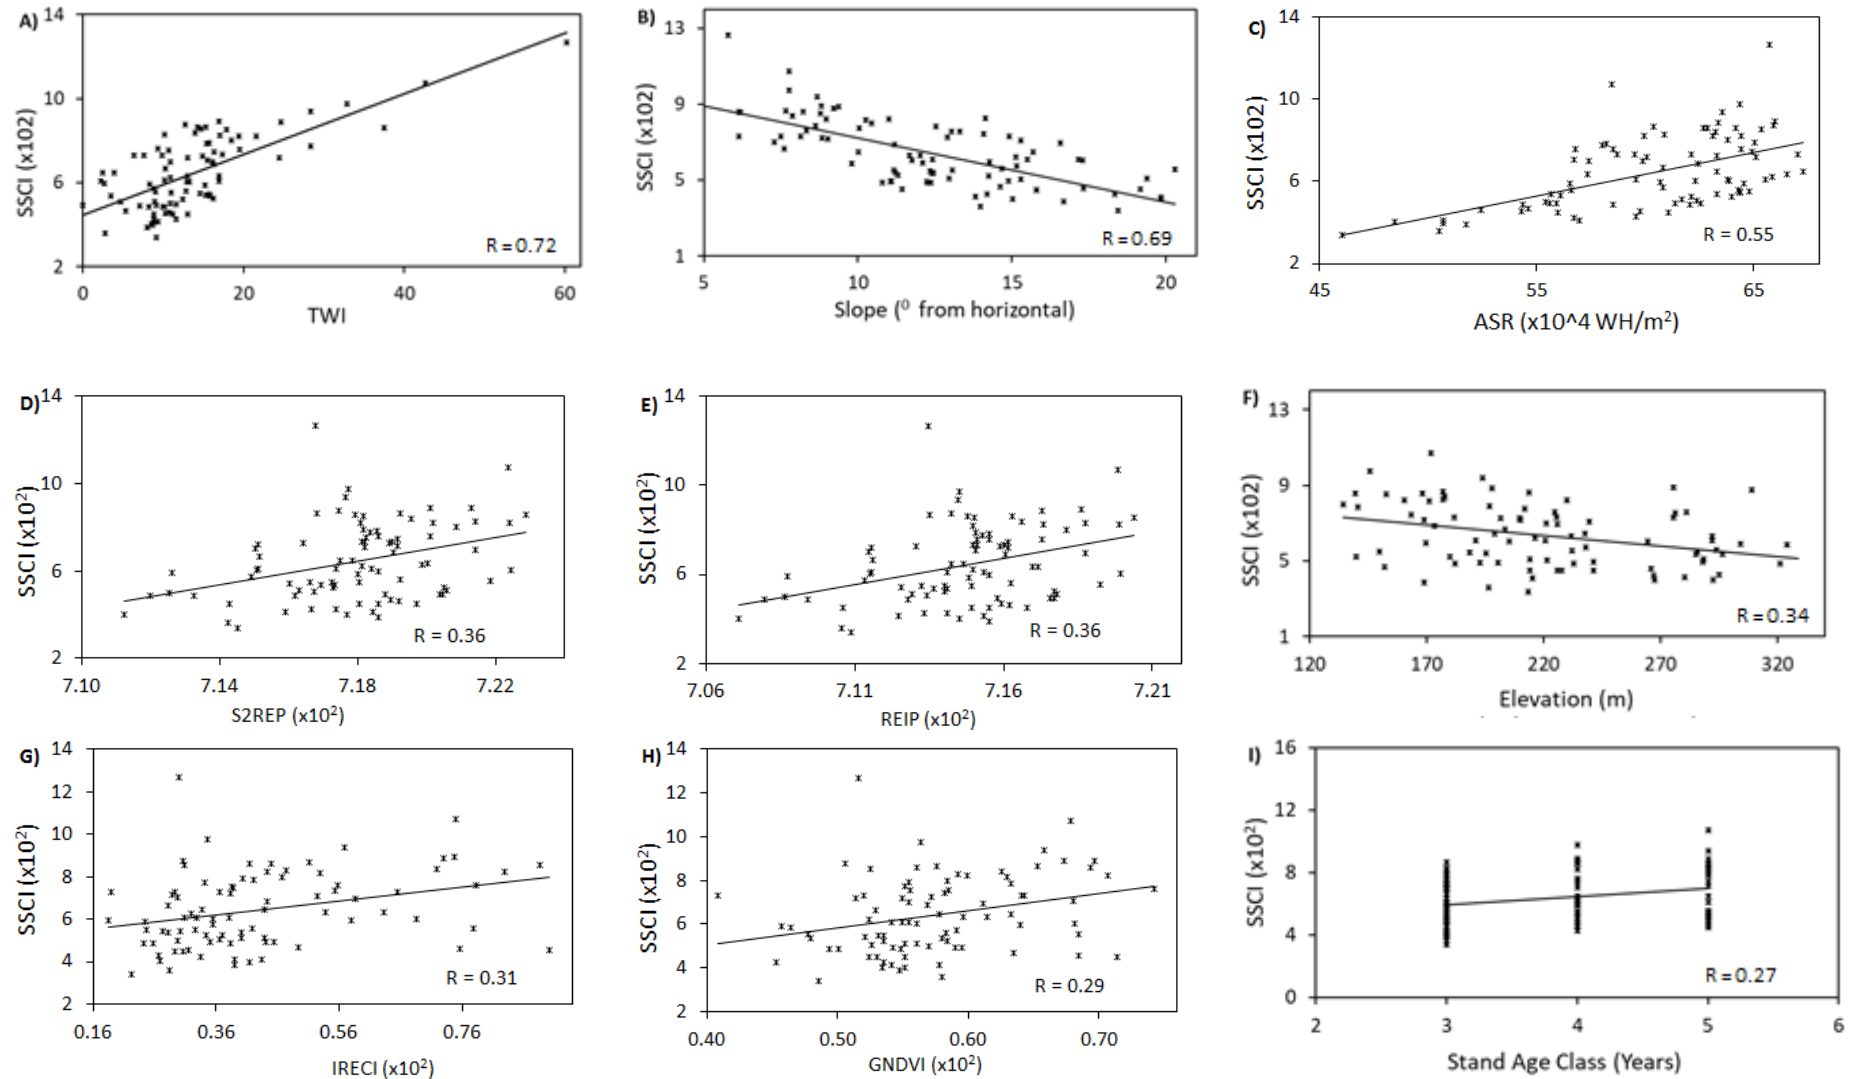 A)
14
10
6
2
SSCI (x102)
R = 0.72
0 20 40 60
TWI
B)
13
9
5
1
SSCI (x102)
R = 0.69
5 10 15 20
Slope (⁰ from horizontal)
C)
14
10
6
2
SSCI (x102)
R = 0.55
45 55 65
ASR (x10^4 WH/m²)
D)
14
10
6
2
SSCI (x10²)
R = 0.36
7.10 7.14 7.18 7.22
S2REP (x10²)
E)
14
10
6
2
SSCI (x10²)
R = 0.36
7.06 7.11 7.16 7.21
REIP (x10²)
F)
13
9
5
1
SSCI (x102)
R = 0.34
120 170 220 270 320
Elevation (m)
G)
14
12
10
8
6
4
2
SSCI (x10²)
R = 0.31
0.16 0.36 0.56 0.76
IRECI (x10²)
H)
14
12
10
8
6
4
2
SSCI (x10²)
R = 0.29
0.40 0.50 0.60 0.70
GNDVI (x10²)
I)
16
12
8
4
0
SSCI (x10²)
R = 0.27
2 3 4 5 6
Stand Age Class (Years)